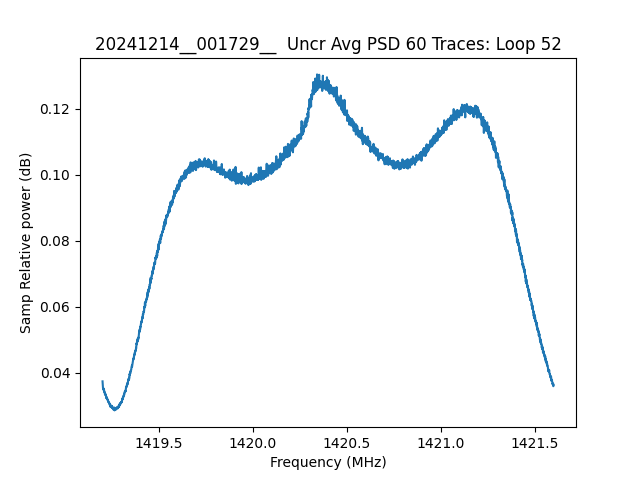 20241214__001729__  Uncr Avg PSD 60 Traces: Loop 52
0.12
0.10
0.08
0.06
0.04
Samp Relative power (dB)
1419.5 1420.0 1420.5 1421.0 1421.5
Frequency (MHz)